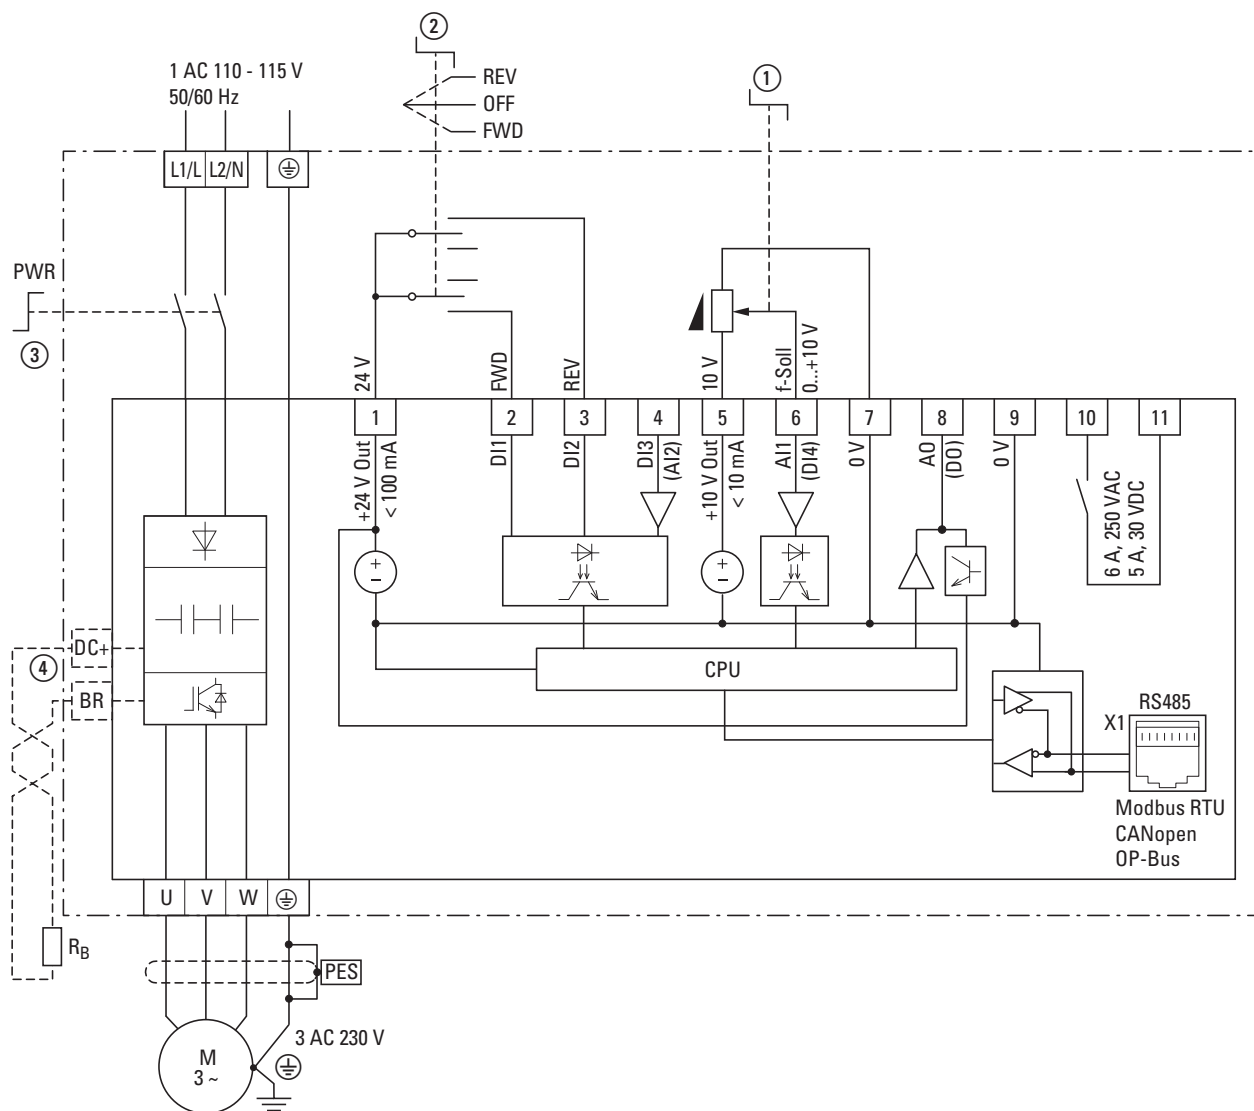 ②
1 AC 110 - 115 V
50/60 Hz
REV
OFF
FWD
①
L1/L
L2/N
PWR
③
24 V
FWD
REV
10 V
f-Soll
0...+10 V
1
2
3
4
5
6
7
8
9
10
11
+24 V Out
< 100 mA
DI1
DI2
DI3
(AI2)
+10 V Out
< 10 mA
AI1
(DI4)
0 V
AO
(DO)
0 V
6 A, 250 VAC
5 A, 30 VDC
+
–
+
–
CPU
DC+
④
BR
RS485
X1
Modbus RTU
CANopen
OP-Bus
U
V
W
RB
PES
3 AC 230 V
M
3 ~